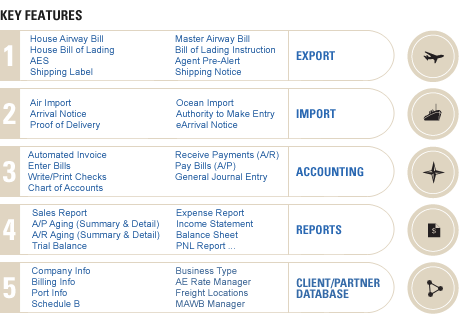 KEY FEATURES
1
House Airway Bill
House Bill of Lading
AES
Shipping Label
Master Airway Bill
Bill of Lading Instruction
Agent Pre-Alert
Shipping Notice
EXPORT
2
Air Import
Arrival Notice
Proof of Delivery
Ocean Import
Authority to Make Entry
eArrival Notice
IMPORT
3
Automated Invoice
Enter Bills
Write/Print Checks
Chart of Accounts
Receive Payments (A/R)
Pay Bills (A/P)
General Journal Entry
ACCOUNTING
4
Sales Report
A/P Aging (Summary & Detail)
A/R Aging (Summary & Detail)
Trial Balance
Expense Report
Income Statement
Balance Sheet
PNL Report ...
REPORTS
$
5
Company Info
Billing Info
Port Info
Schedule B
Business Type
AE Rate Manager
Freight Locations
MAWB Manager
CLIENT/PARTNER
DATABASE